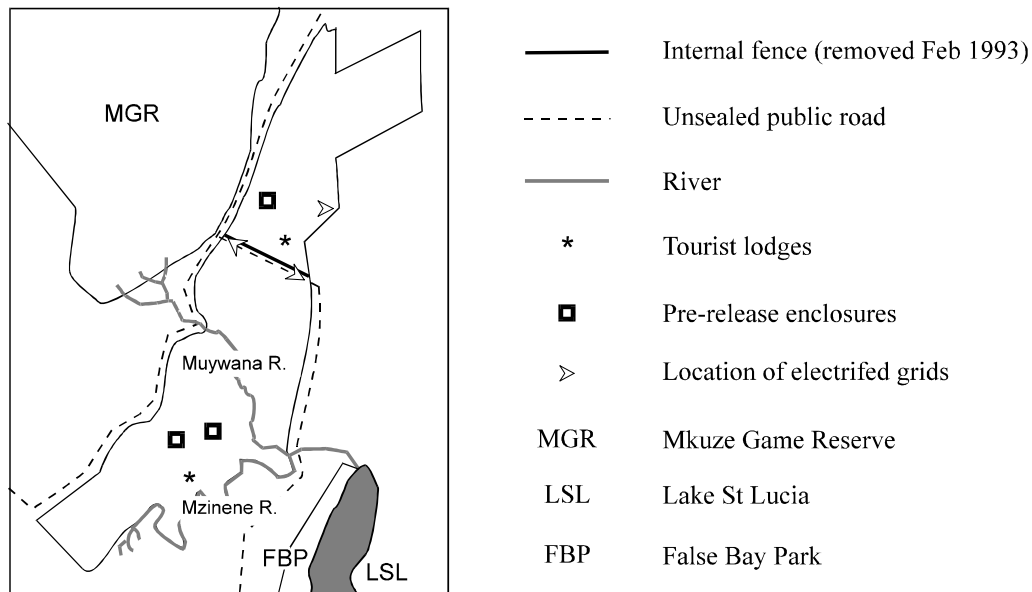 MGR
Muywana R.
Mzinene R.
FBP
LSL
Internal fence (removed Feb 1993)
Unsealed public road
River
* Tourist lodges
Pre-release enclosures
Location of electrifed grids
MGR Mkuze Game Reserve
LSL Lake St Lucia
FBP False Bay Park